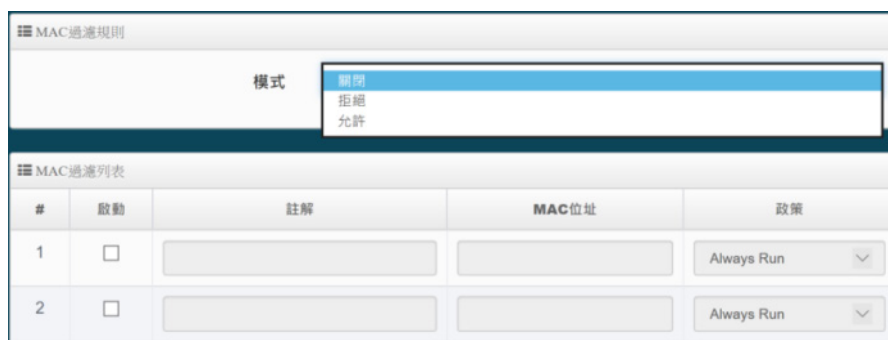 MAC過濾規則
模式
關閉
拒絕
允許
MAC過濾列表
# 啟動 註解 MAC位址 政策
1 Always Run
2 Always Run